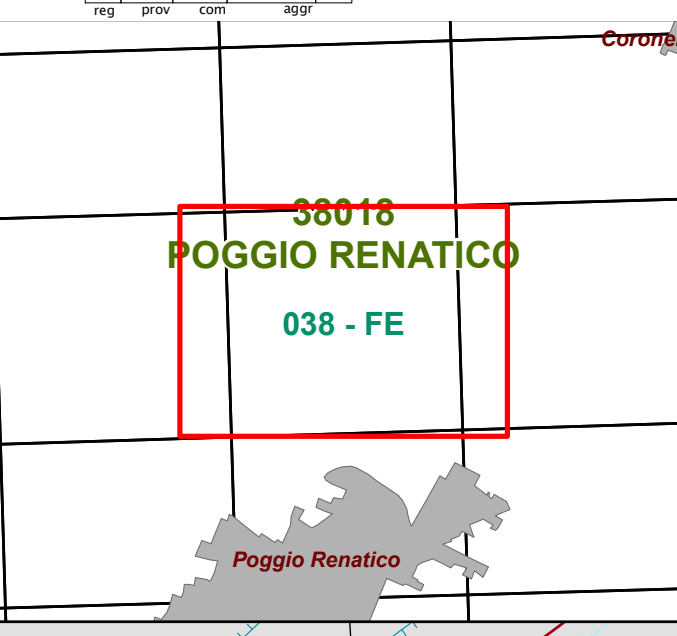 reg prov com aggr
Corone
38018
POGGIO RENATICO
038 - FE
Poggio Renatico